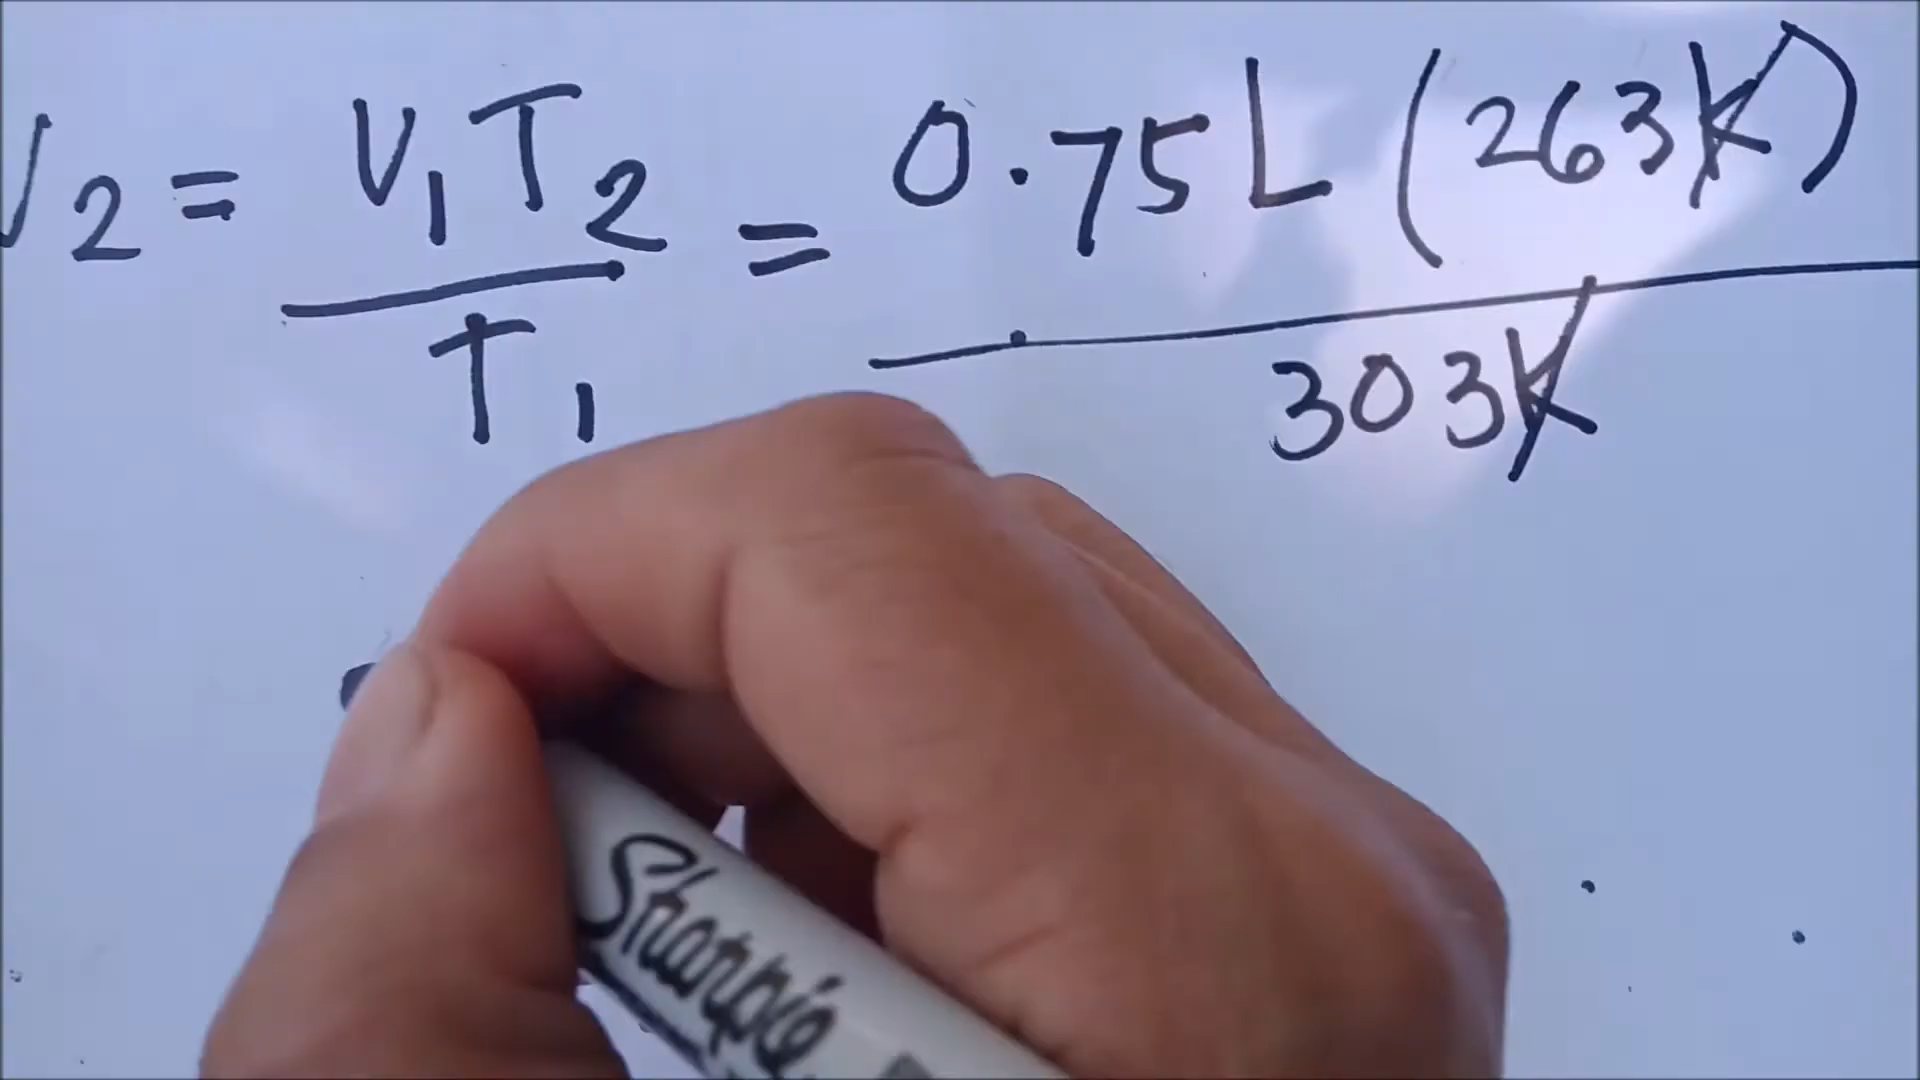 V2 = V1T2 / T1 = 0.75L (263K) / 303K
Sharpie